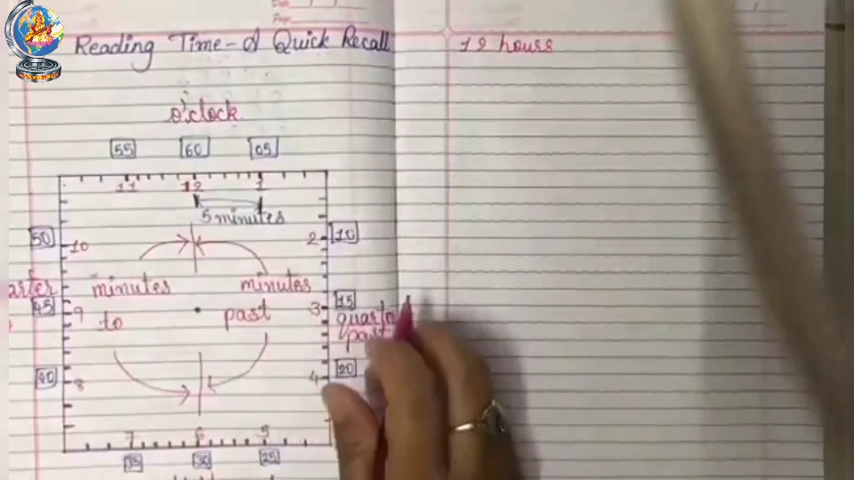 Date
Page
Reading Time - A Quick Recall
12 hours
o'clock
55 60 05
11 12 1
5 minutes
50 10 2 10
minutes minutes
45 9 3 15
to past quarter
past
40 8 4 20
7 6 5
35 30 25